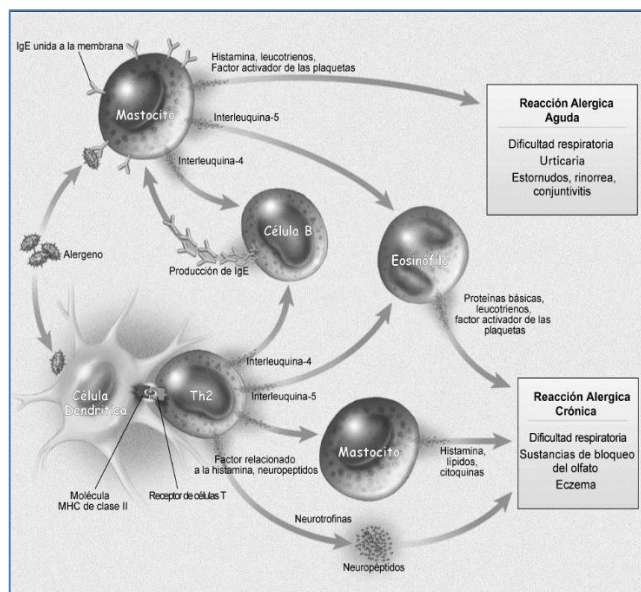 IgE unida a la membrana
Histamina, leucotrienos,
Factor activador de las plaquetas
Mastocito
Interleuquina-5
Interleuquina-4
Reacción Alergica
Aguda
Dificultad respiratoria
Urticaria
Estornudos, rinorrea,
conjuntivitis
Alergeno
Célula B
Producción de IgE
Eosinófilo
Proteínas básicas,
leucotrienos,
factor activador de las
plaquetas
Interleuquina-4
Interleuquina-5
Célula
Dendrítica
Th2
Mastocito
Histamina,
lípidos,
citoquinas
Reacción Alergica
Crónica
Dificultad respiratoria
Sustancias de bloqueo
del olfato
Eczema
Factor relacionado
a la histamina, neuropeptidos
Molécula
MHC de clase II
Receptor de células T
Neurotrofinas
Neuropéptidos